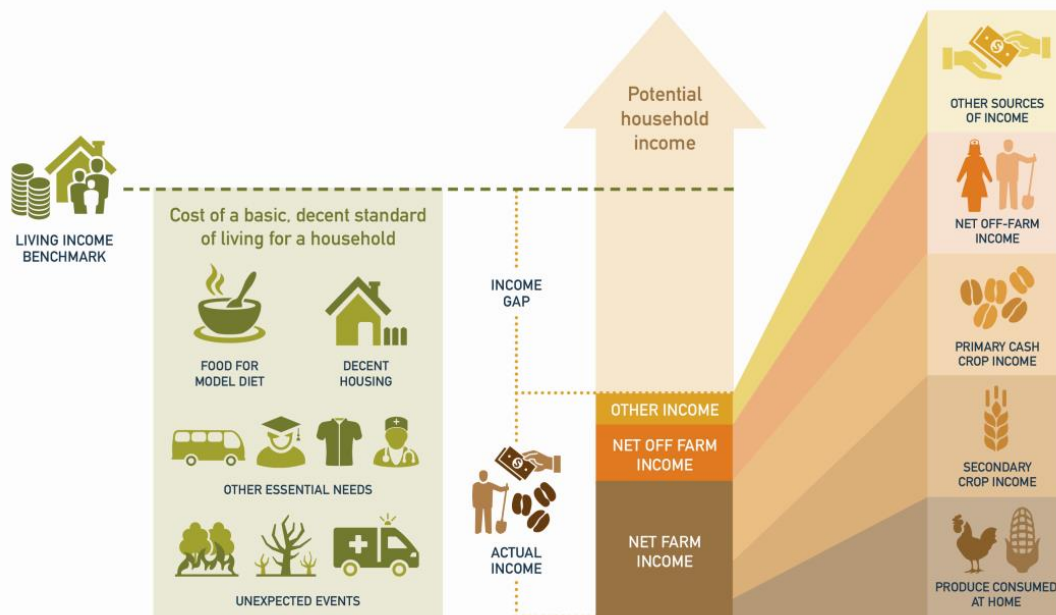 LIVING INCOME
BENCHMARK
Cost of a basic, decent standard
of living for a household
FOOD FOR
MODEL DIET
DECENT
HOUSING
OTHER ESSENTIAL NEEDS
UNEXPECTED EVENTS
INCOME
GAP
ACTUAL
INCOME
Potential
household
income
OTHER INCOME
NET OFF FARM
INCOME
NET FARM
INCOME
OTHER SOURCES
OF INCOME
NET OFF-FARM
INCOME
PRIMARY CASH
CROP INCOME
SECONDARY
CROP INCOME
PRODUCE CONSUMED
AT HOME